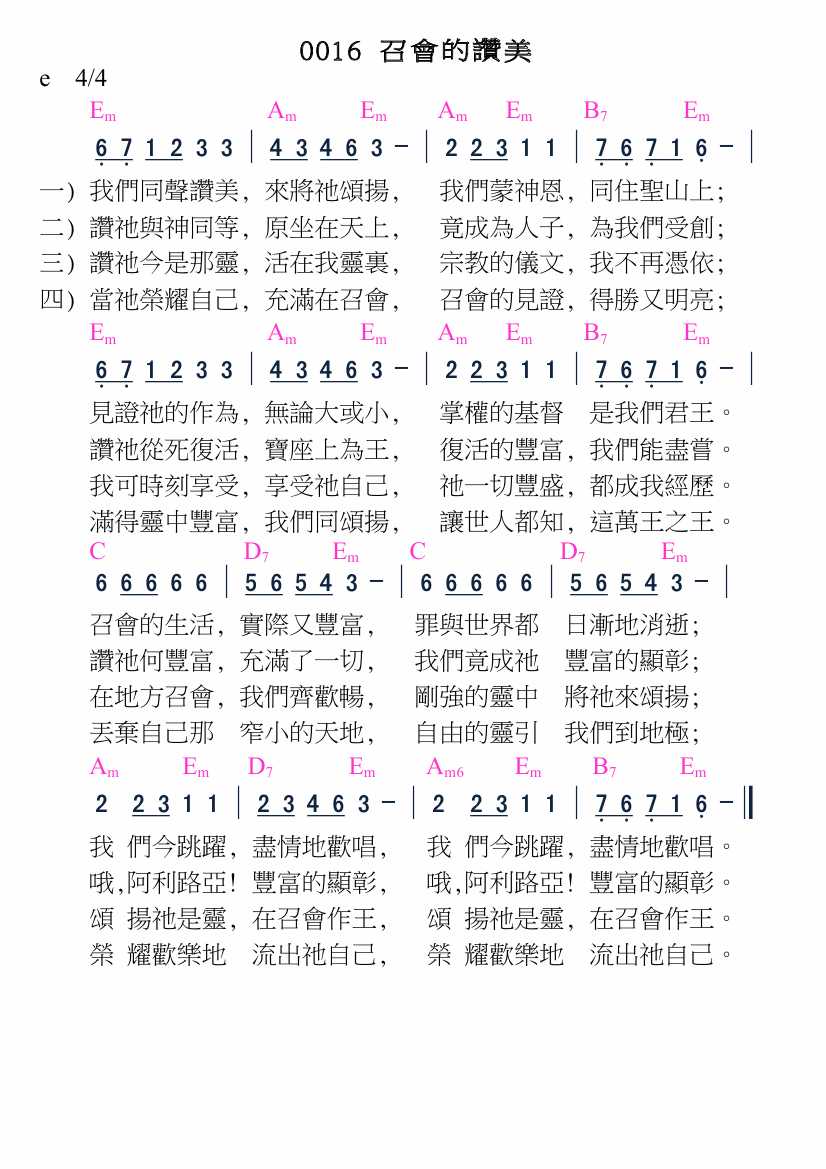 0016 召會的讚美
e 4/4
Em Am Em Am Em B7 Em
6 7 1 2 3 3 | 4 3 4 6 3 - | 2 2 3 1 1 | 7 6 7 1 6 - |
一) 我們同聲讚美, 來將祂頌揚, 我們蒙神恩, 同住聖山上;
二) 讚祂與神同等, 原坐在天上, 竟成為人子, 為我們受創;
三) 讚祂今是那靈, 活在我靈裏, 宗教的儀文, 我不再憑依;
四) 當祂榮耀自己, 充滿在召會, 召會的見證, 得勝又明亮;
Em Am Em Am Em B7 Em
6 7 1 2 3 3 | 4 3 4 6 3 - | 2 2 3 1 1 | 7 6 7 1 6 - |
見證祂的作為, 無論大或小, 掌權的基督 是我們君王。
讚祂從死復活, 寶座上為王, 復活的豐富, 我們能盡嘗。
我可時刻享受, 享受祂自己, 祂一切豐盛, 都成我經歷。
滿得靈中豐富, 我們同頌揚, 讓世人都知, 這萬王之王。
C D7 Em C D7 Em
6 6 6 6 6 | 5 6 5 4 3 - | 6 6 6 6 6 | 5 6 5 4 3 - |
召會的生活, 實際又豐富, 罪與世界都 日漸地消逝;
讚祂何豐富, 充滿了一切, 我們竟成祂 豐富的顯彰;
在地方召會, 我們齊歡暢, 剛強的靈中 將祂來頌揚;
丟棄自己那 窄小的天地, 自由的靈引 我們到地極;
Am Em D7 Em Am6 Em B7 Em
2 2 3 1 1 | 2 3 4 6 3 - | 2 2 3 1 1 | 7 6 7 1 6 - ‖
我 們今跳躍, 盡情地歡唱, 我 們今跳躍, 盡情地歡唱。
哦,阿利路亞! 豐富的顯彰, 哦,阿利路亞! 豐富的顯彰。
頌 揚祂是靈, 在召會作王, 頌 揚祂是靈, 在召會作王。
榮 耀歡樂地 流出祂自己, 榮 耀歡樂地 流出祂自己。